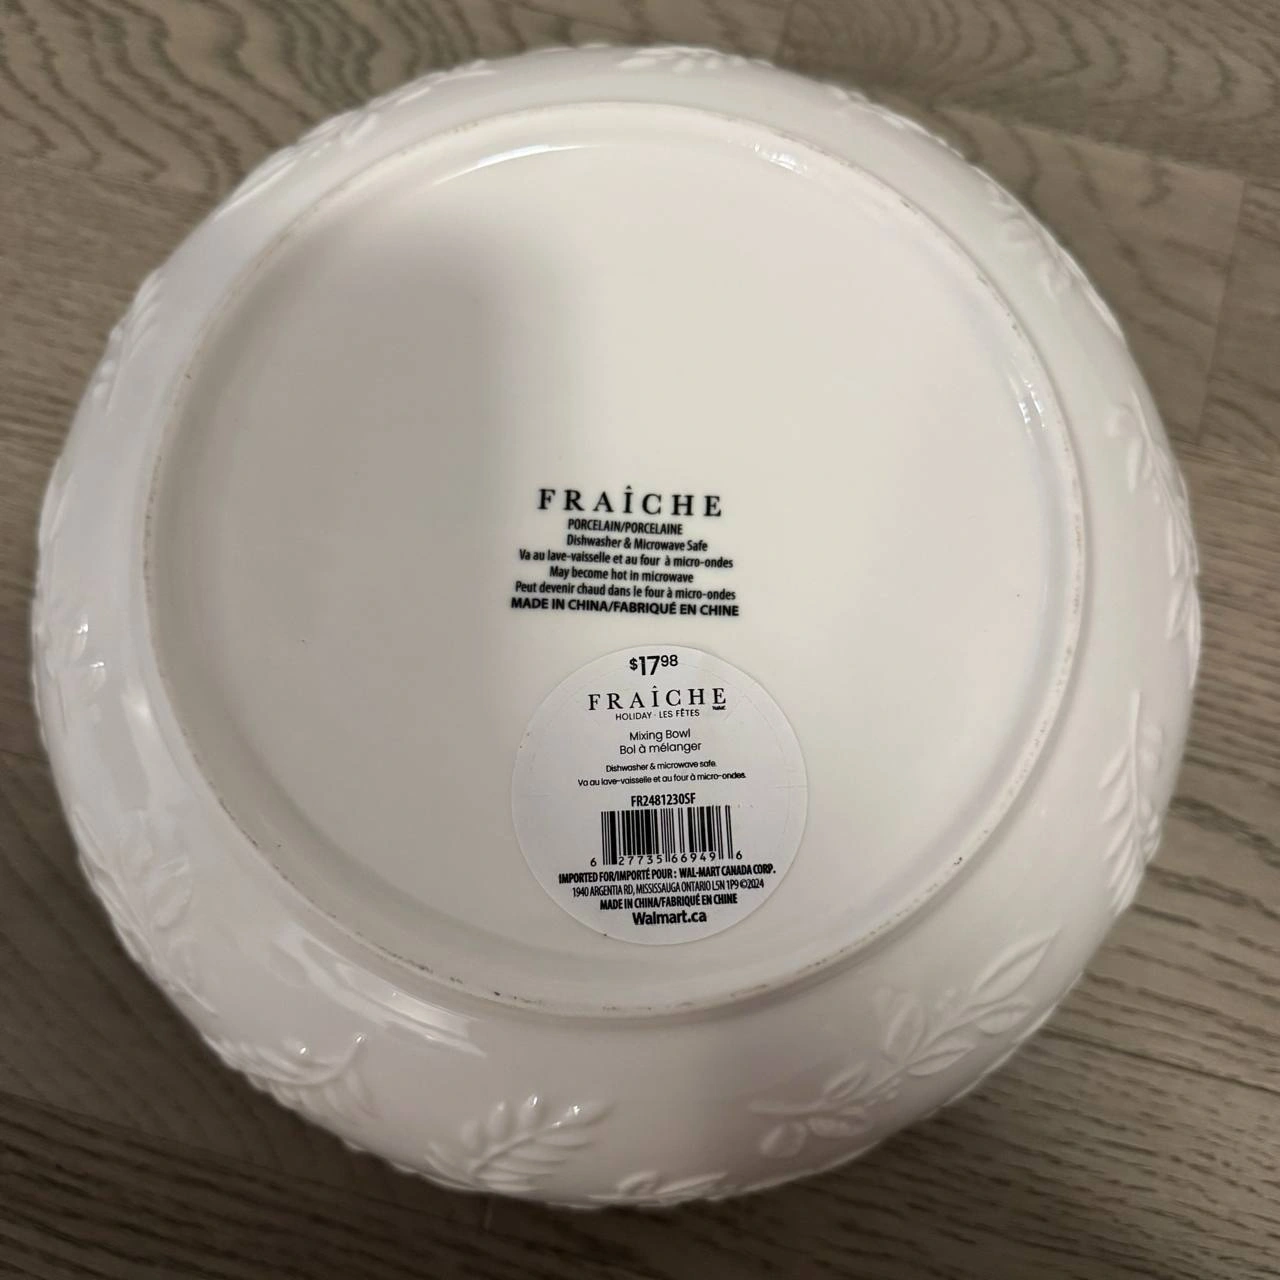 FRAÎCHE
PORCELAIN/PORCELAINE
Dishwasher & Microwave Safe
Va au lave-vaisselle et au four à micro-ondes
May become hot in microwave
Peut devenir chaud dans le four à micro-ondes
MADE IN CHINA/FABRIQUÉ EN CHINE
$17 98
FRAÎCHE
HOLIDAY · LES FÊTES
Mixing Bowl
Bol à mélanger
Dishwasher & microwave safe.
Va au lave-vaisselle et au four à micro-ondes.
FR2481230SF
6 27735 66949 6
IMPORTED FOR/IMPORTÉ POUR : WAL-MART CANADA CORP.
1940 ARGENTIA RD, MISSISSAUGA ONTARIO L5N 1P9 ©2024
MADE IN CHINA/FABRIQUÉ EN CHINE
Walmart.ca